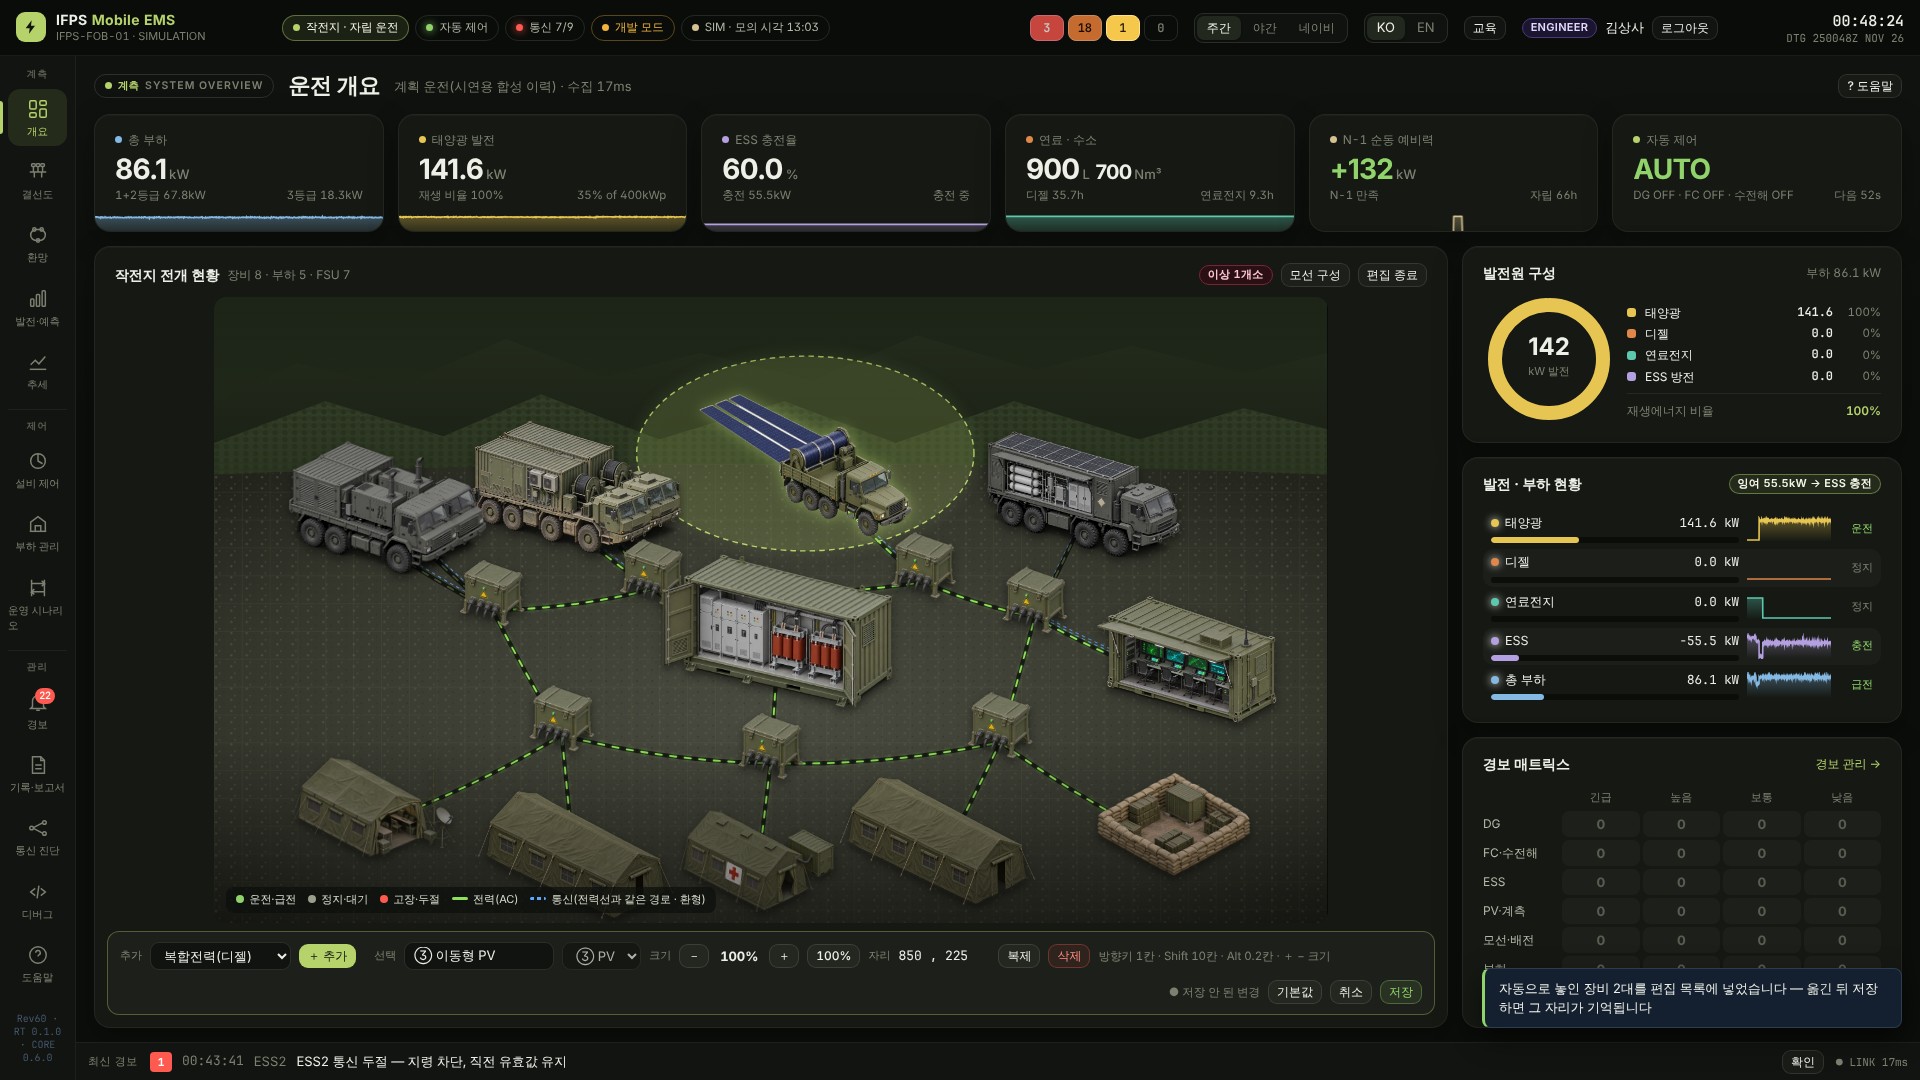 IFPS Mobile EMS
IFPS-FOB-01 · SIMULATION
작전지 · 자립 운전
자동 제어
통신 7/9
개발 모드
SIM · 모의 시각 13:03
3
18
1
0
주간
야간
네이비
KO
EN
교육
ENGINEER
김상사
로그아웃
00:48:24
DTG 250048Z NOV 26
계측
개요
결선도
환망
발전·예측
추세
제어
설비 제어
부하 관리
운영 시나리
오
관리
22
경보
기록·보고서
통신 진단
디버그
도움말
Rev60 ·
RT 0.1.0
· CORE
0.6.0
계측 SYSTEM OVERVIEW
운전 개요
계획 운전(시연용 합성 이력) · 수집 17ms
? 도움말
총 부하
86.1 kW
1+2등급 67.8kW
3등급 18.3kW
태양광 발전
141.6 kW
재생 비율 100%
35% of 400kWp
ESS 충전율
60.0 %
충전 55.5kW
충전 중
연료 · 수소
900 L 700 Nm³
디젤 35.7h
연료전지 9.3h
N-1 순동 예비력
+132 kW
N-1 만족
자립 66h
자동 제어
AUTO
DG OFF · FC OFF · 수전해 OFF
다음 52s
작전지 전개 현황
장비 8 · 부하 5 · FSU 7
이상 1개소
모선 구성
편집 종료
운전·급전
정지·대기
고장·두절
전력(AC)
통신(전력선과 같은 경로 · 환형)
추가
복합전력(디젤)
+ 추가
선택
③ 이동형 PV
③ PV
크기
−
100%
+
100%
자리
850 , 225
복제
삭제
방향키 1칸 · Shift 10칸 · Alt 0.2칸 · + − 크기
저장 안 된 변경
기본값
취소
저장
발전원 구성
부하 86.1 kW
142
kW 발전
태양광 141.6 100%
디젤 0.0 0%
연료전지 0.0 0%
ESS 방전 0.0 0%
재생에너지 비율 100%
발전 · 부하 현황
잉여 55.5kW → ESS 충전
태양광 141.6 kW 운전
디젤 0.0 kW 정지
연료전지 0.0 kW 정지
ESS -55.5 kW 충전
총 부하 86.1 kW 급전
경보 매트릭스
경보 관리 →
긴급 높음 보통 낮음
DG 0 0 0 0
FC·수전해 0 0 0 0
ESS 0 0 0 0
PV·계측 0 0 0 0
모선·배전 0 0 0 0
자동으로 놓인 장비 2대를 편집 목록에 넣었습니다 — 옮긴 뒤 저장
하면 그 자리가 기억됩니다
최신 경보
1
00:43:41
ESS2
ESS2 통신 두절 — 지령 차단, 직전 유효값 유지
확인
LINK 17ms